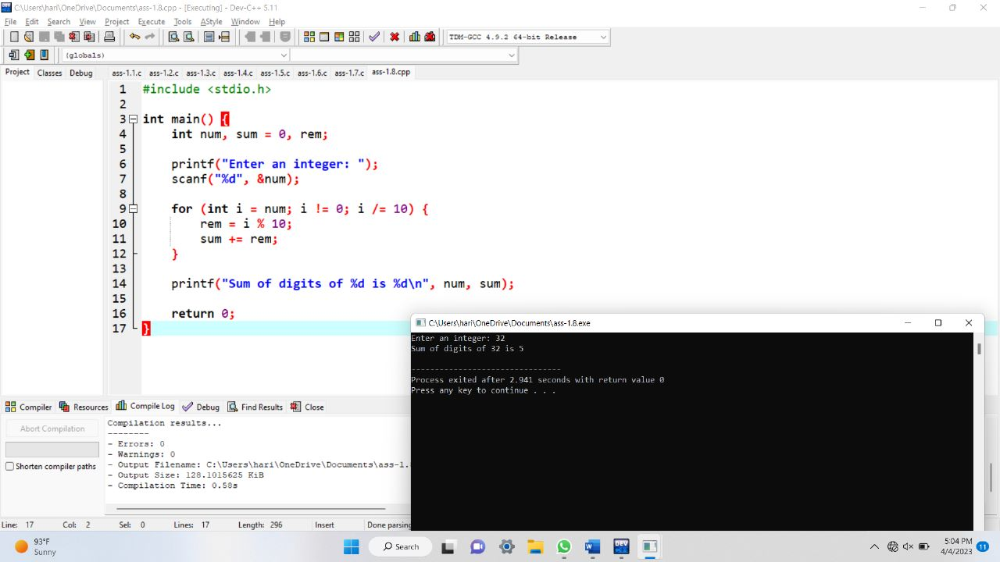 C:\Users\hari\OneDrive\Documents\ass-1.8.cpp - [Executing] - Dev-C++ 5.11
File Edit Search View Project Execute Tools AStyle Window Help
TDM-GCC 4.9.2 64-bit Release
(globals)
Project Classes Debug
ass-1.1.c ass-1.2.c ass-1.3.c ass-1.4.c ass-1.5.c ass-1.6.c ass-1.7.c ass-1.8.cpp
1 #include <stdio.h>
2
3 int main() {
4 int num, sum = 0, rem;
5
6 printf("Enter an integer: ");
7 scanf("%d", &num);
8
9 for (int i = num; i != 0; i /= 10) {
10 rem = i % 10;
11 sum += rem;
12 }
13
14 printf("Sum of digits of %d is %d\n", num, sum);
15
16 return 0;
17 }
C:\Users\hari\OneDrive\Documents\ass-1.8.exe
Enter an integer: 32
Sum of digits of 32 is 5
--------------------------------
Process exited after 2.941 seconds with return value 0
Press any key to continue . . .
Compiler Resources Compile Log Debug Find Results Close
Abort Compilation
Shorten compiler paths
Compilation results...
--------
- Errors: 0
- Warnings: 0
- Output Filename: C:\Users\hari\OneDrive\Documents\ass-1.
- Output Size: 128.1015625 KiB
- Compilation Time: 0.58s
Line: 17 Col: 2 Sel: 0 Lines: 17 Length: 296 Insert Done parsing
93°F
Sunny
Search
DEV
5:04 PM
4/4/2023
11